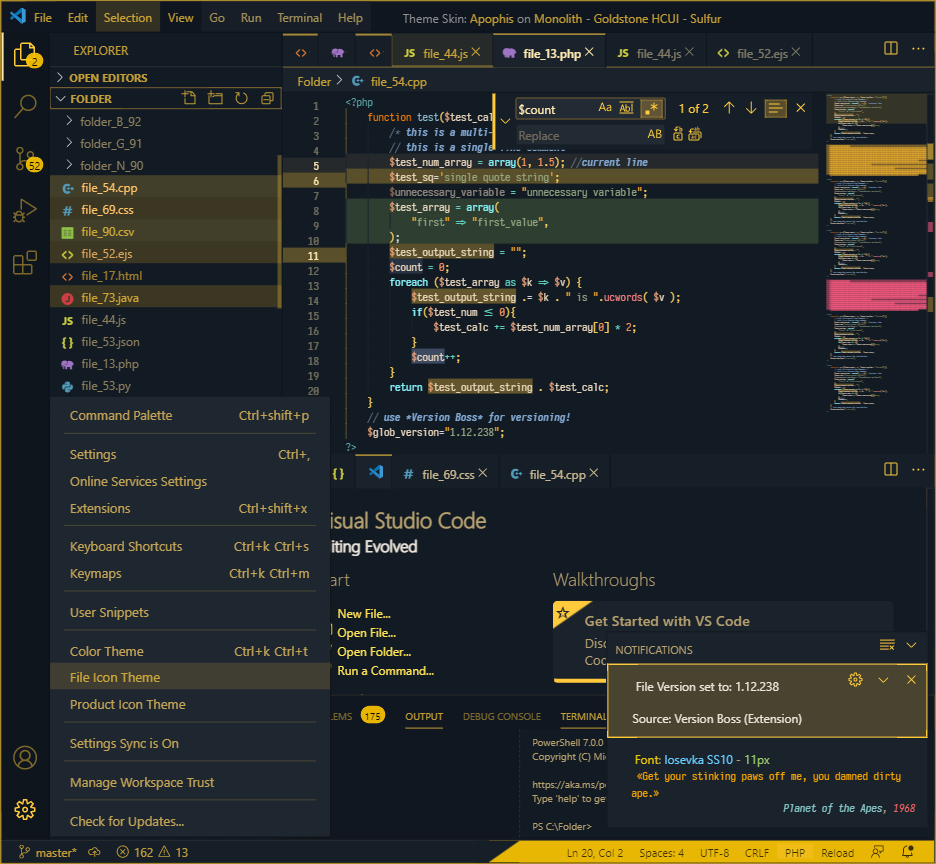 File Edit Selection View Go Run Terminal Help
Theme Skin: Apophis on Monolith - Goldstone HCUI - Sulfur
2
52
EXPLORER
OPEN EDITORS
FOLDER
folder_B_92
folder_G_91
folder_N_90
file_54.cpp
file_69.css
file_90.csv
file_52.ejs
file_17.html
file_73.java
file_44.js
file_53.json
file_13.php
file_53.py
Command Palette Ctrl+shift+p
Settings Ctrl+,
Online Services Settings
Extensions Ctrl+shift+x
Keyboard Shortcuts Ctrl+k Ctrl+s
Keymaps Ctrl+k Ctrl+m
User Snippets
Color Theme Ctrl+k Ctrl+t
File Icon Theme
Product Icon Theme
Settings Sync is On
Manage Workspace Trust
Check for Updates...
JS file_44.js file_13.php JS file_44.js file_52.ejs
Folder > file_54.cpp
$count Aa Abl .* 1 of 2
Replace AB
1 <?php
2 function test($test_cal
3 /* this is a multi-
4 // this is a single
5 $test_num_array = array(1, 1.5); //current line
6 $test_sq='single quote string';
7 $unnecessary_variable = "unnecessary variable";
8 $test_array = array(
9 "first" => "first_value",
10 );
11 $test_output_string = "";
12 $count = 0;
13 foreach ($test_array as $k => $v) {
14 $test_output_string .= $k . " is ".ucwords( $v );
15 if($test_num ≤ 0){
16 $test_calc += $test_num_array[0] * 2;
17 }
18 $count++;
19 }
20 return $test_output_string . $test_calc;
}
// use *Version Boss* for versioning!
$glob_version="1.12.238";
?>
{} # file_69.css file_54.cpp
isual Studio Code
iting Evolved
art
New File...
Open File...
Open Folder...
Run a Command...
Walkthroughs
Get Started with VS Code
Disc
Coo
NOTIFICATIONS
File Version set to: 1.12.238
Source: Version Boss (Extension)
Font: Iosevka SS10 - 11px
«Get your stinking paws off me, you damned dirty
ape.»
Planet of the Apes, 1968
LEMS 175 OUTPUT DEBUG CONSOLE TERMINAL
PowerShell 7.0.0
Copyright (C) Mi
https://aka.ms/p
Type 'help' to get
PS C:\Folder>
master* 162 13
Ln 20, Col 2 Spaces: 4 UTF-8 CRLF PHP Reload